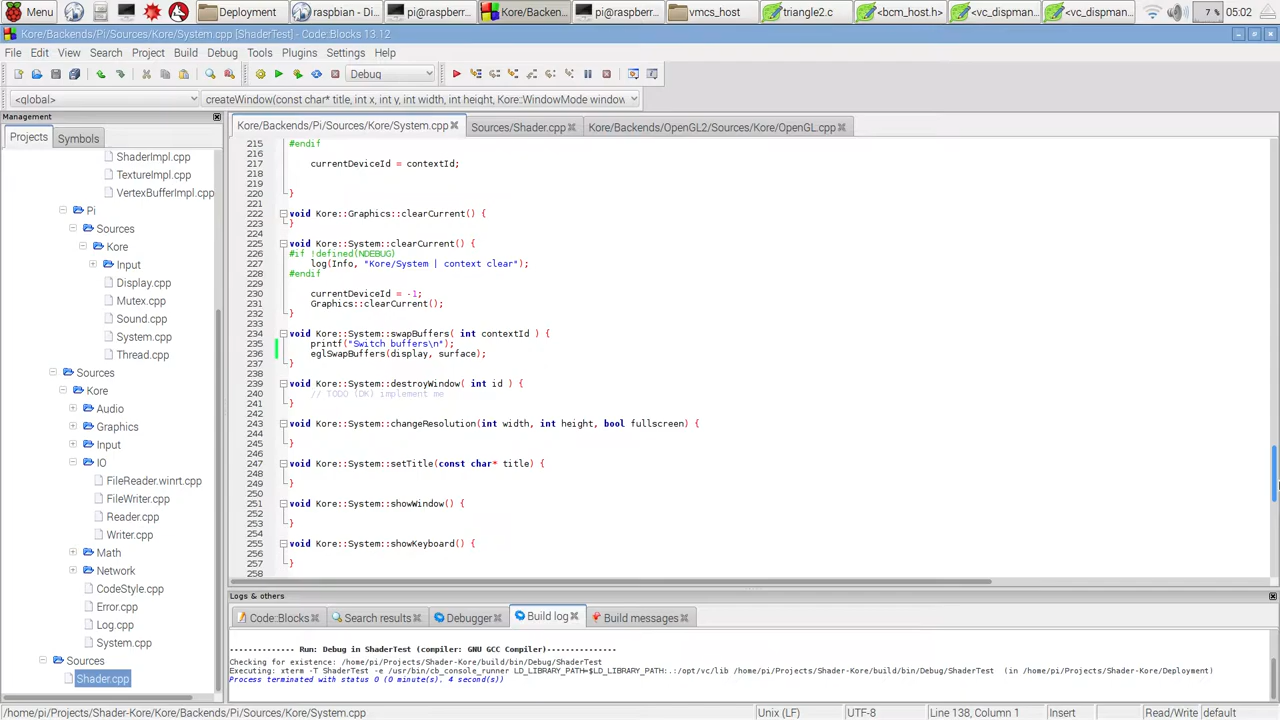 Menu Deployment raspbian - Di... pi@raspberr... Kore/Backen... pi@raspberr... vmcs_host triangle2.c <bcm_host.h> <vc_dispman... <vc_dispman... 7 % 05:02
Kore/Backends/Pi/Sources/Kore/System.cpp [ShaderTest] - Code::Blocks 13.12
File Edit View Search Project Build Debug Tools Plugins Settings Help
Debug
<global> createWindow(const char* title, int x, int y, int width, int height, Kore::WindowMode window
Management
Projects Symbols
ShaderImpl.cpp
TextureImpl.cpp
VertexBufferImpl.cpp
Pi
Sources
Kore
Input
Display.cpp
Mutex.cpp
Sound.cpp
System.cpp
Thread.cpp
Sources
Kore
Audio
Graphics
Input
IO
FileReader.winrt.cpp
FileWriter.cpp
Reader.cpp
Writer.cpp
Math
Network
CodeStyle.cpp
Error.cpp
Log.cpp
System.cpp
Sources
Shader.cpp
Kore/Backends/Pi/Sources/Kore/System.cpp Sources/Shader.cpp Kore/Backends/OpenGL2/Sources/Kore/OpenGL.cpp
215 #endif
216
217 currentDeviceId = contextId;
218
219
220 }
221
222 void Kore::Graphics::clearCurrent() {
223 }
224
225 void Kore::System::clearCurrent() {
226 #if !defined(NDEBUG)
227 log(Info, "Kore/System | context clear");
228 #endif
229
230 currentDeviceId = -1;
231 Graphics::clearCurrent();
232 }
233
234 void Kore::System::swapBuffers( int contextId ) {
235 printf("Switch buffers\n");
236 eglSwapBuffers(display, surface);
237 }
238
239 void Kore::System::destroyWindow( int id ) {
240 // TODO (DK) implement me
241 }
242
243 void Kore::System::changeResolution(int width, int height, bool fullscreen) {
244
245 }
246
247 void Kore::System::setTitle(const char* title) {
248
249 }
250
251 void Kore::System::showWindow() {
252
253 }
254
255 void Kore::System::showKeyboard() {
256
257 }
258
Logs & others
Code::Blocks Search results Debugger Build log Build messages
-------------- Run: Debug in ShaderTest (compiler: GNU GCC Compiler)---------------
Checking for existence: /home/pi/Projects/Shader-Kore/build/bin/Debug/ShaderTest
Executing: xterm -T ShaderTest -e /usr/bin/cb_console_runner LD_LIBRARY_PATH=$LD_LIBRARY_PATH:.:/opt/vc/lib /home/pi/Projects/Shader-Kore/build/bin/Debug/ShaderTest (in /home/pi/Projects/Shader-Kore/Deployment)
Process terminated with status 0 (0 minute(s), 4 second(s))
/home/pi/Projects/Shader-Kore/Kore/Backends/Pi/Sources/Kore/System.cpp Unix (LF) UTF-8 Line 138, Column 1 Insert Read/Write default